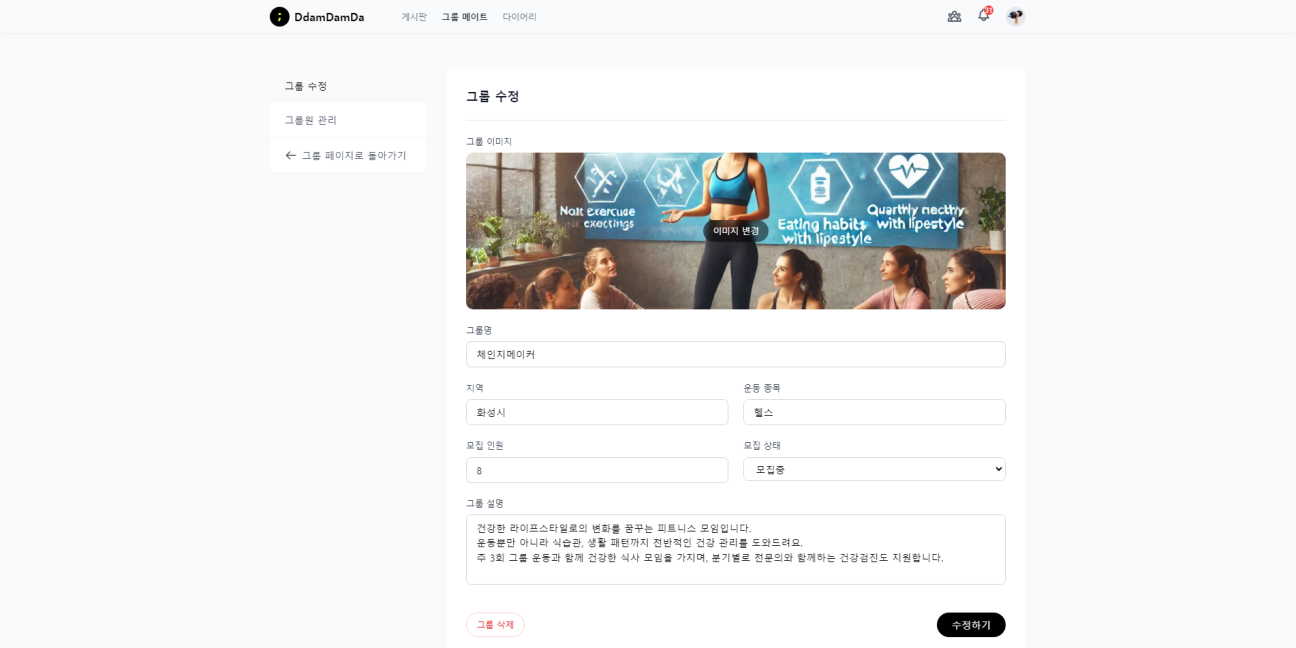 DdamDamDa
게시판
그룹 메이트
다이어리
31
그룹 수정
그룹원 관리
← 그룹 페이지로 돌아가기
그룹 수정
그룹 이미지
Eating habits
with lipestyle
Quarthly necthy
with lipestyle
이미지 변경
그룹명
체인지메이커
지역
운동 종목
화성시
헬스
모집 인원
모집 상태
8
모집중
그룹 설명
건강한 라이프스타일로의 변화를 꿈꾸는 피트니스 모임입니다.
운동뿐만 아니라 식습관, 생활 패턴까지 전반적인 건강 관리를 도와드려요.
주 3회 그룹 운동과 함께 건강한 식사 모임을 가지며, 분기별로 전문의와 함께하는 건강검진도 지원합니다.
그룹 삭제
수정하기